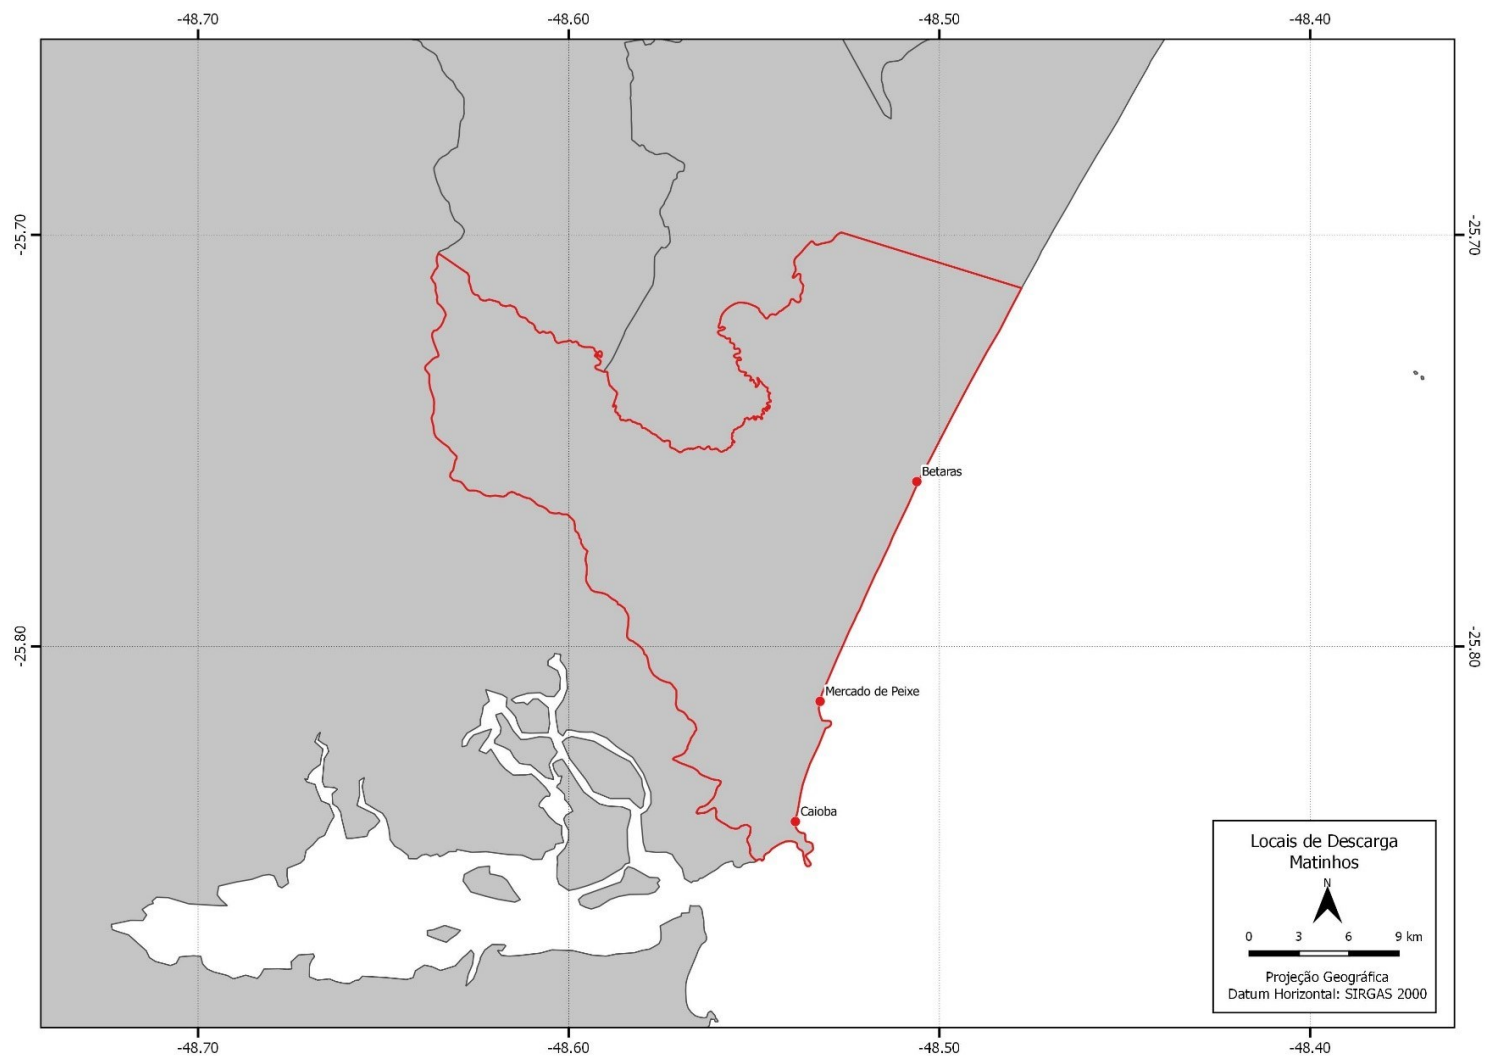 -48.70 -48.60 -48.50 -48.40
-25.70 -25.70
Betaras
-25.80 -25.80
Mercado de Peixe
Caioba
Locais de Descarga
Matinhos
N
0 3 6 9 km
Projeção Geográfica
Datum Horizontal: SIRGAS 2000
-48.70 -48.60 -48.50 -48.40